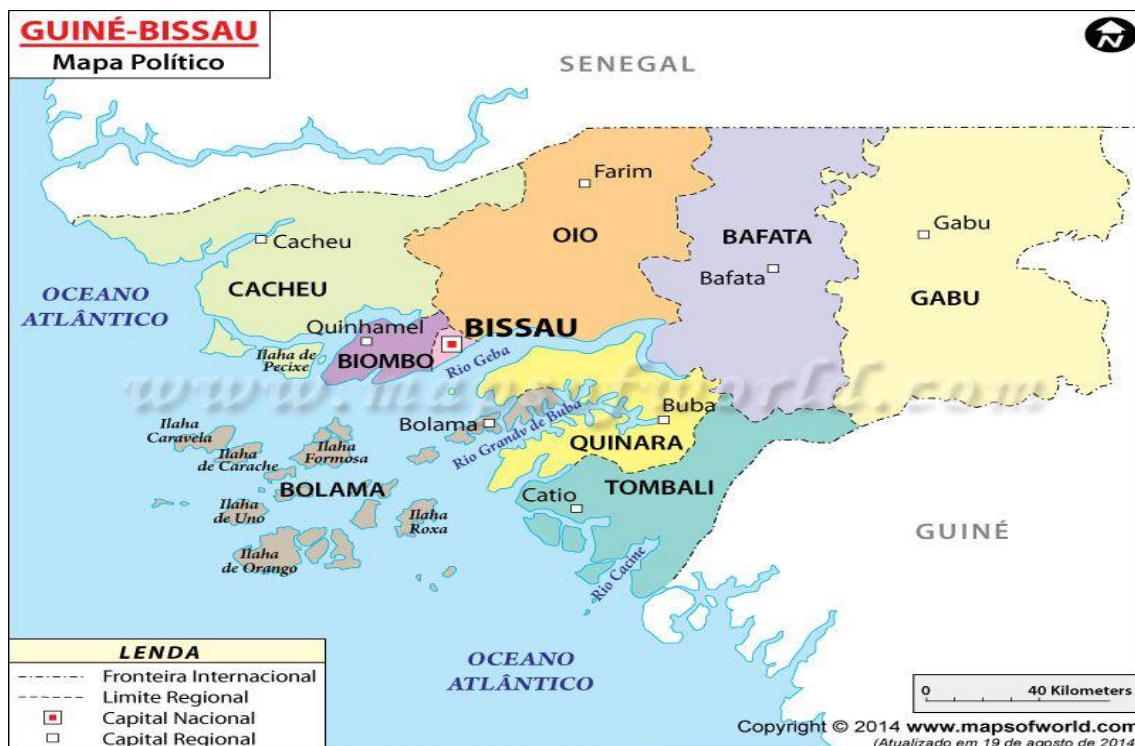 GUINÉ-BISSAU
Mapa Político
N
SENEGAL
Farim
OIO
Cacheu
CACHEU
BAFATA
Bafata
Gabu
GABU
OCEANO
ATLÂNTICO
Quinhamel
BIOMBO
BISSAU
Ilaha de
Pecixe
Rio Geba
www.mapsofworld.com
Bolama
Rio Grandv de Buba
Buba
QUINARA
Ilaha
Caravela
Ilaha
de Carache
Ilaha
Formosa
BOLAMA
Ilaha
de Uno
Ilaha
Roxa
Ilaha
de Orango
Catio
TOMBALI
Rio Cacine
GUINÉ
OCEANO
ATLÂNTICO
LENDA
Fronteira Internacional
Limite Regional
Capital Nacional
Capital Regional
0 40 Kilometers
Copyright © 2014 www.mapsofworld.com
(Atualizado em 19 de agosto de 2014)